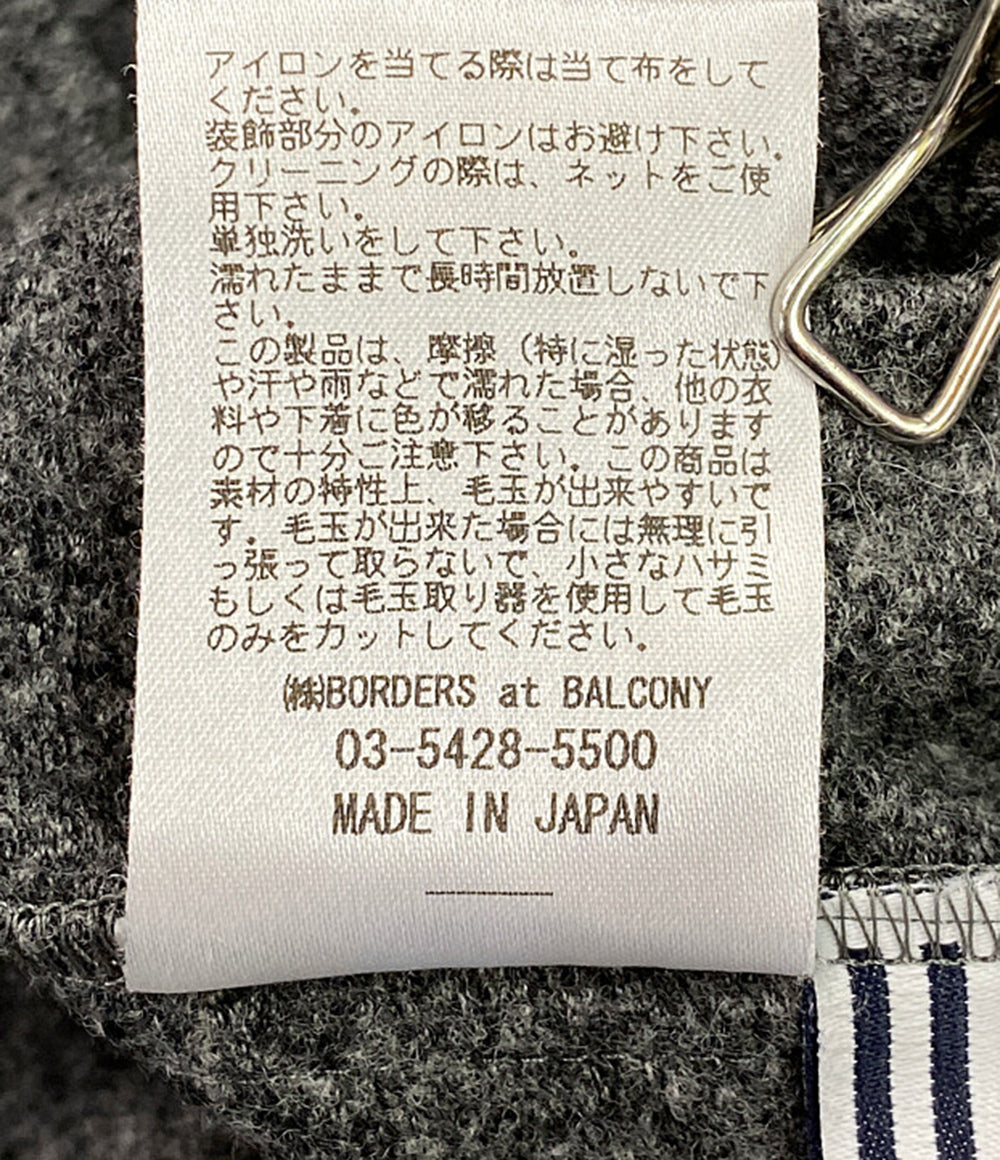 アイロンを当てる際は当て布をして
ください。
装飾部分のアイロンはお避け下さい。
クリーニングの際は、ネットをご使
用下さい。
単独洗いをして下さい。
濡れたままで長時間放置しないで下
さい。
この製品は、摩擦（特に湿った状態）
や汗や雨などで濡れた場合、他の衣
料や下着に色が移ることがあります
ので十分ご注意下さい。この商品は
素材の特性上、毛玉が出来やすいで
す。毛玉が出来た場合には無理に引
っ張って取らないで、小さなハサミ
もしくは毛玉取り器を使用して毛玉
のみをカットしてください。
㈱BORDERS at BALCONY
03-5428-5500
MADE IN JAPAN